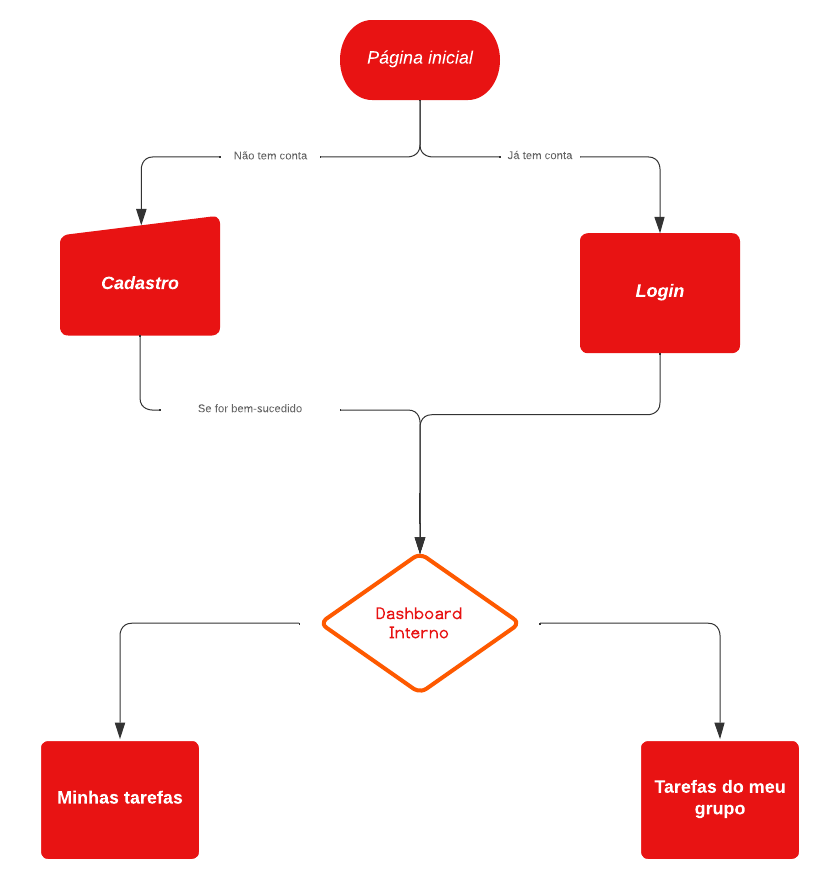 Página inicial
Não tem conta
Já tem conta
Cadastro
Login
Se for bem-sucedido
Dashboard
Interno
Minhas tarefas
Tarefas do meu
grupo